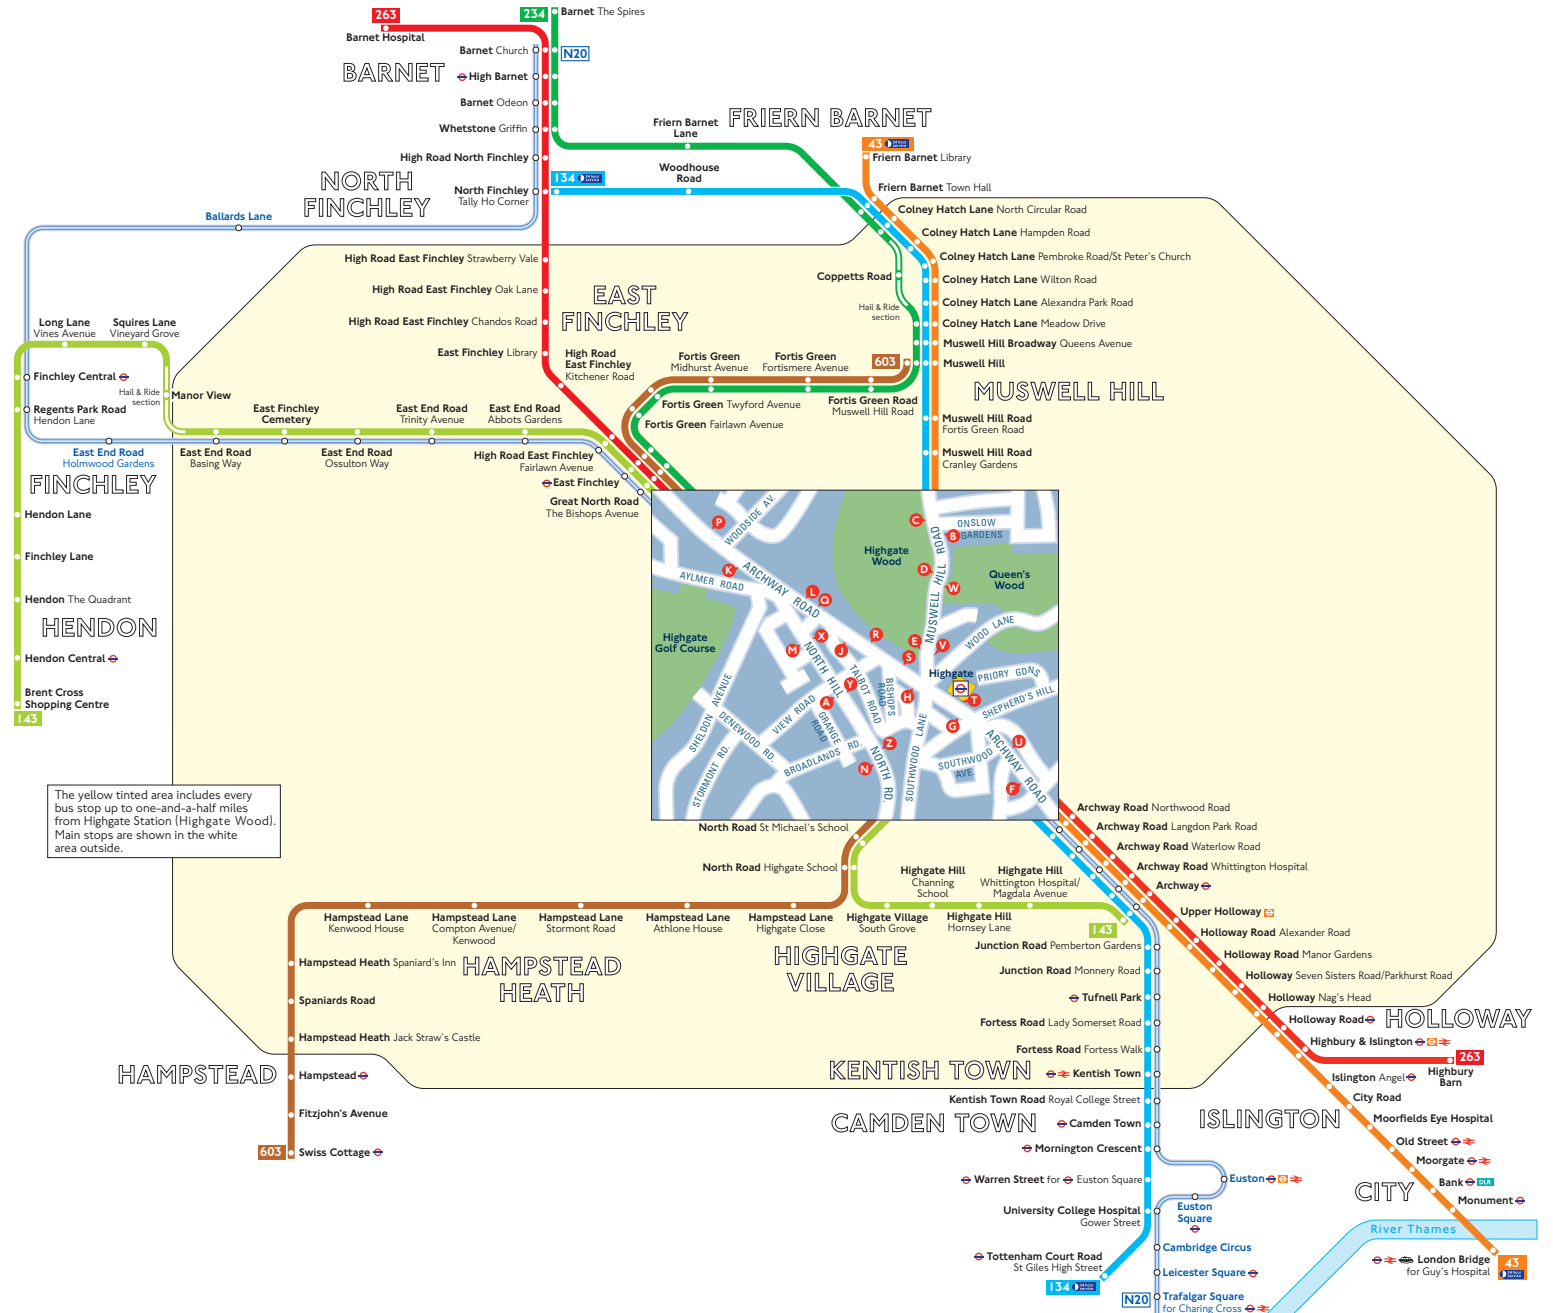 263
Barnet Hospital
234
Barnet The Spires
N20
Barnet Church
BARNET
High Barnet
Barnet Odeon
Whetstone Griffin
High Road North Finchley
NORTH
FINCHLEY
North Finchley
Tally Ho Corner
134 24 hour service
Friern Barnet
Lane
FRIERN BARNET
Woodhouse
Road
43 24 hour service
Friern Barnet Library
Friern Barnet Town Hall
Colney Hatch Lane North Circular Road
Colney Hatch Lane Hampden Road
Colney Hatch Lane Pembroke Road/St Peter's Church
Colney Hatch Lane Wilton Road
Colney Hatch Lane Alexandra Park Road
Colney Hatch Lane Meadow Drive
Muswell Hill Broadway Queens Avenue
Muswell Hill
MUSWELL HILL
Muswell Hill Road
Fortis Green Road
Muswell Hill Road
Cranley Gardens
Coppetts Road
Hail & Ride
section
Ballards Lane
High Road East Finchley Strawberry Vale
High Road East Finchley Oak Lane
High Road East Finchley Chandos Road
East Finchley Library
EAST
FINCHLEY
High Road
East Finchley
Kitchener Road
603
Fortis Green
Midhurst Avenue
Fortis Green
Fortismere Avenue
Fortis Green Road
Muswell Hill Road
Fortis Green Twyford Avenue
Fortis Green Fairlawn Avenue
Long Lane
Vines Avenue
Squires Lane
Vineyard Grove
Finchley Central
Hail & Ride
section
Manor View
Regents Park Road
Hendon Lane
East End Road
Holmwood Gardens
East Finchley
Cemetery
East End Road
Trinity Avenue
East End Road
Abbots Gardens
East End Road
Basing Way
East End Road
Ossulton Way
High Road East Finchley
Fairlawn Avenue
East Finchley
Great North Road
The Bishops Avenue
FINCHLEY
Hendon Lane
Finchley Lane
Hendon The Quadrant
HENDON
Hendon Central
Brent Cross
Shopping Centre
143
The yellow tinted area includes every
bus stop up to one-and-a-half miles
from Highgate Station (Highgate Wood).
Main stops are shown in the white
area outside.
P
WOODSIDE AV.
C
ONSLOW
GARDENS
B
Highgate
Wood
MUSWELL HILL ROAD
D
Queen's
Wood
W
K
AYLMER ROAD
ARCHWAY ROAD
L
Q
Highgate
Golf Course
X
R
E
V
WOOD LANE
M
J
S
NORTH HILL
TALBOT ROAD
BISHOPS
ROAD
Highgate
PRIORY GDNS
T
SHEPHERD'S HILL
Y
H
A
G
U
SHELDON AVENUE
DENEWOOD RD.
VIEW ROAD
GRANGE
ROAD
STORMONT RD.
BROADLANDS RD.
Z
N
NORTH RD.
SOUTHWOOD LANE
SOUTHWOOD
AVE.
ARCHWAY ROAD
F
North Road St Michael's School
North Road Highgate School
Archway Road Northwood Road
Archway Road Langdon Park Road
Archway Road Waterlow Road
Archway Road Whittington Hospital
Archway
Upper Holloway
Holloway Road Alexander Road
Holloway Road Manor Gardens
Holloway Seven Sisters Road/Parkhurst Road
Holloway Nag's Head
Holloway Road
HOLLOWAY
Highbury & Islington
263
Highbury
Barn
Highgate Hill
Channing
School
Highgate Hill
Whittington Hospital/
Magdala Avenue
Highgate Village
South Grove
Highgate Hill
Hornsey Lane
143
HIGHGATE
VILLAGE
Hampstead Lane
Kenwood House
Hampstead Lane
Compton Avenue/
Kenwood
Hampstead Lane
Stormont Road
Hampstead Lane
Athlone House
Hampstead Lane
Highgate Close
Hampstead Heath Spaniard's Inn
HAMPSTEAD
HEATH
Spaniards Road
Hampstead Heath Jack Straw's Castle
HAMPSTEAD
Hampstead
Fitzjohn's Avenue
603
Swiss Cottage
Junction Road Pemberton Gardens
Junction Road Monnery Road
Tufnell Park
Fortess Road Lady Somerset Road
Fortess Road Fortess Walk
KENTISH TOWN
Kentish Town
Kentish Town Road Royal College Street
CAMDEN TOWN
Camden Town
Mornington Crescent
Warren Street for Euston Square
University College Hospital
Gower Street
Tottenham Court Road
St Giles High Street
134 24 hour service
Euston
Euston
Square
Cambridge Circus
Leicester Square
N20
Trafalgar Square
for Charing Cross
ISLINGTON
Islington Angel
City Road
Moorfields Eye Hospital
Old Street
Moorgate
Bank DLR
Monument
CITY
River Thames
London Bridge
for Guy's Hospital
43
24 hour service